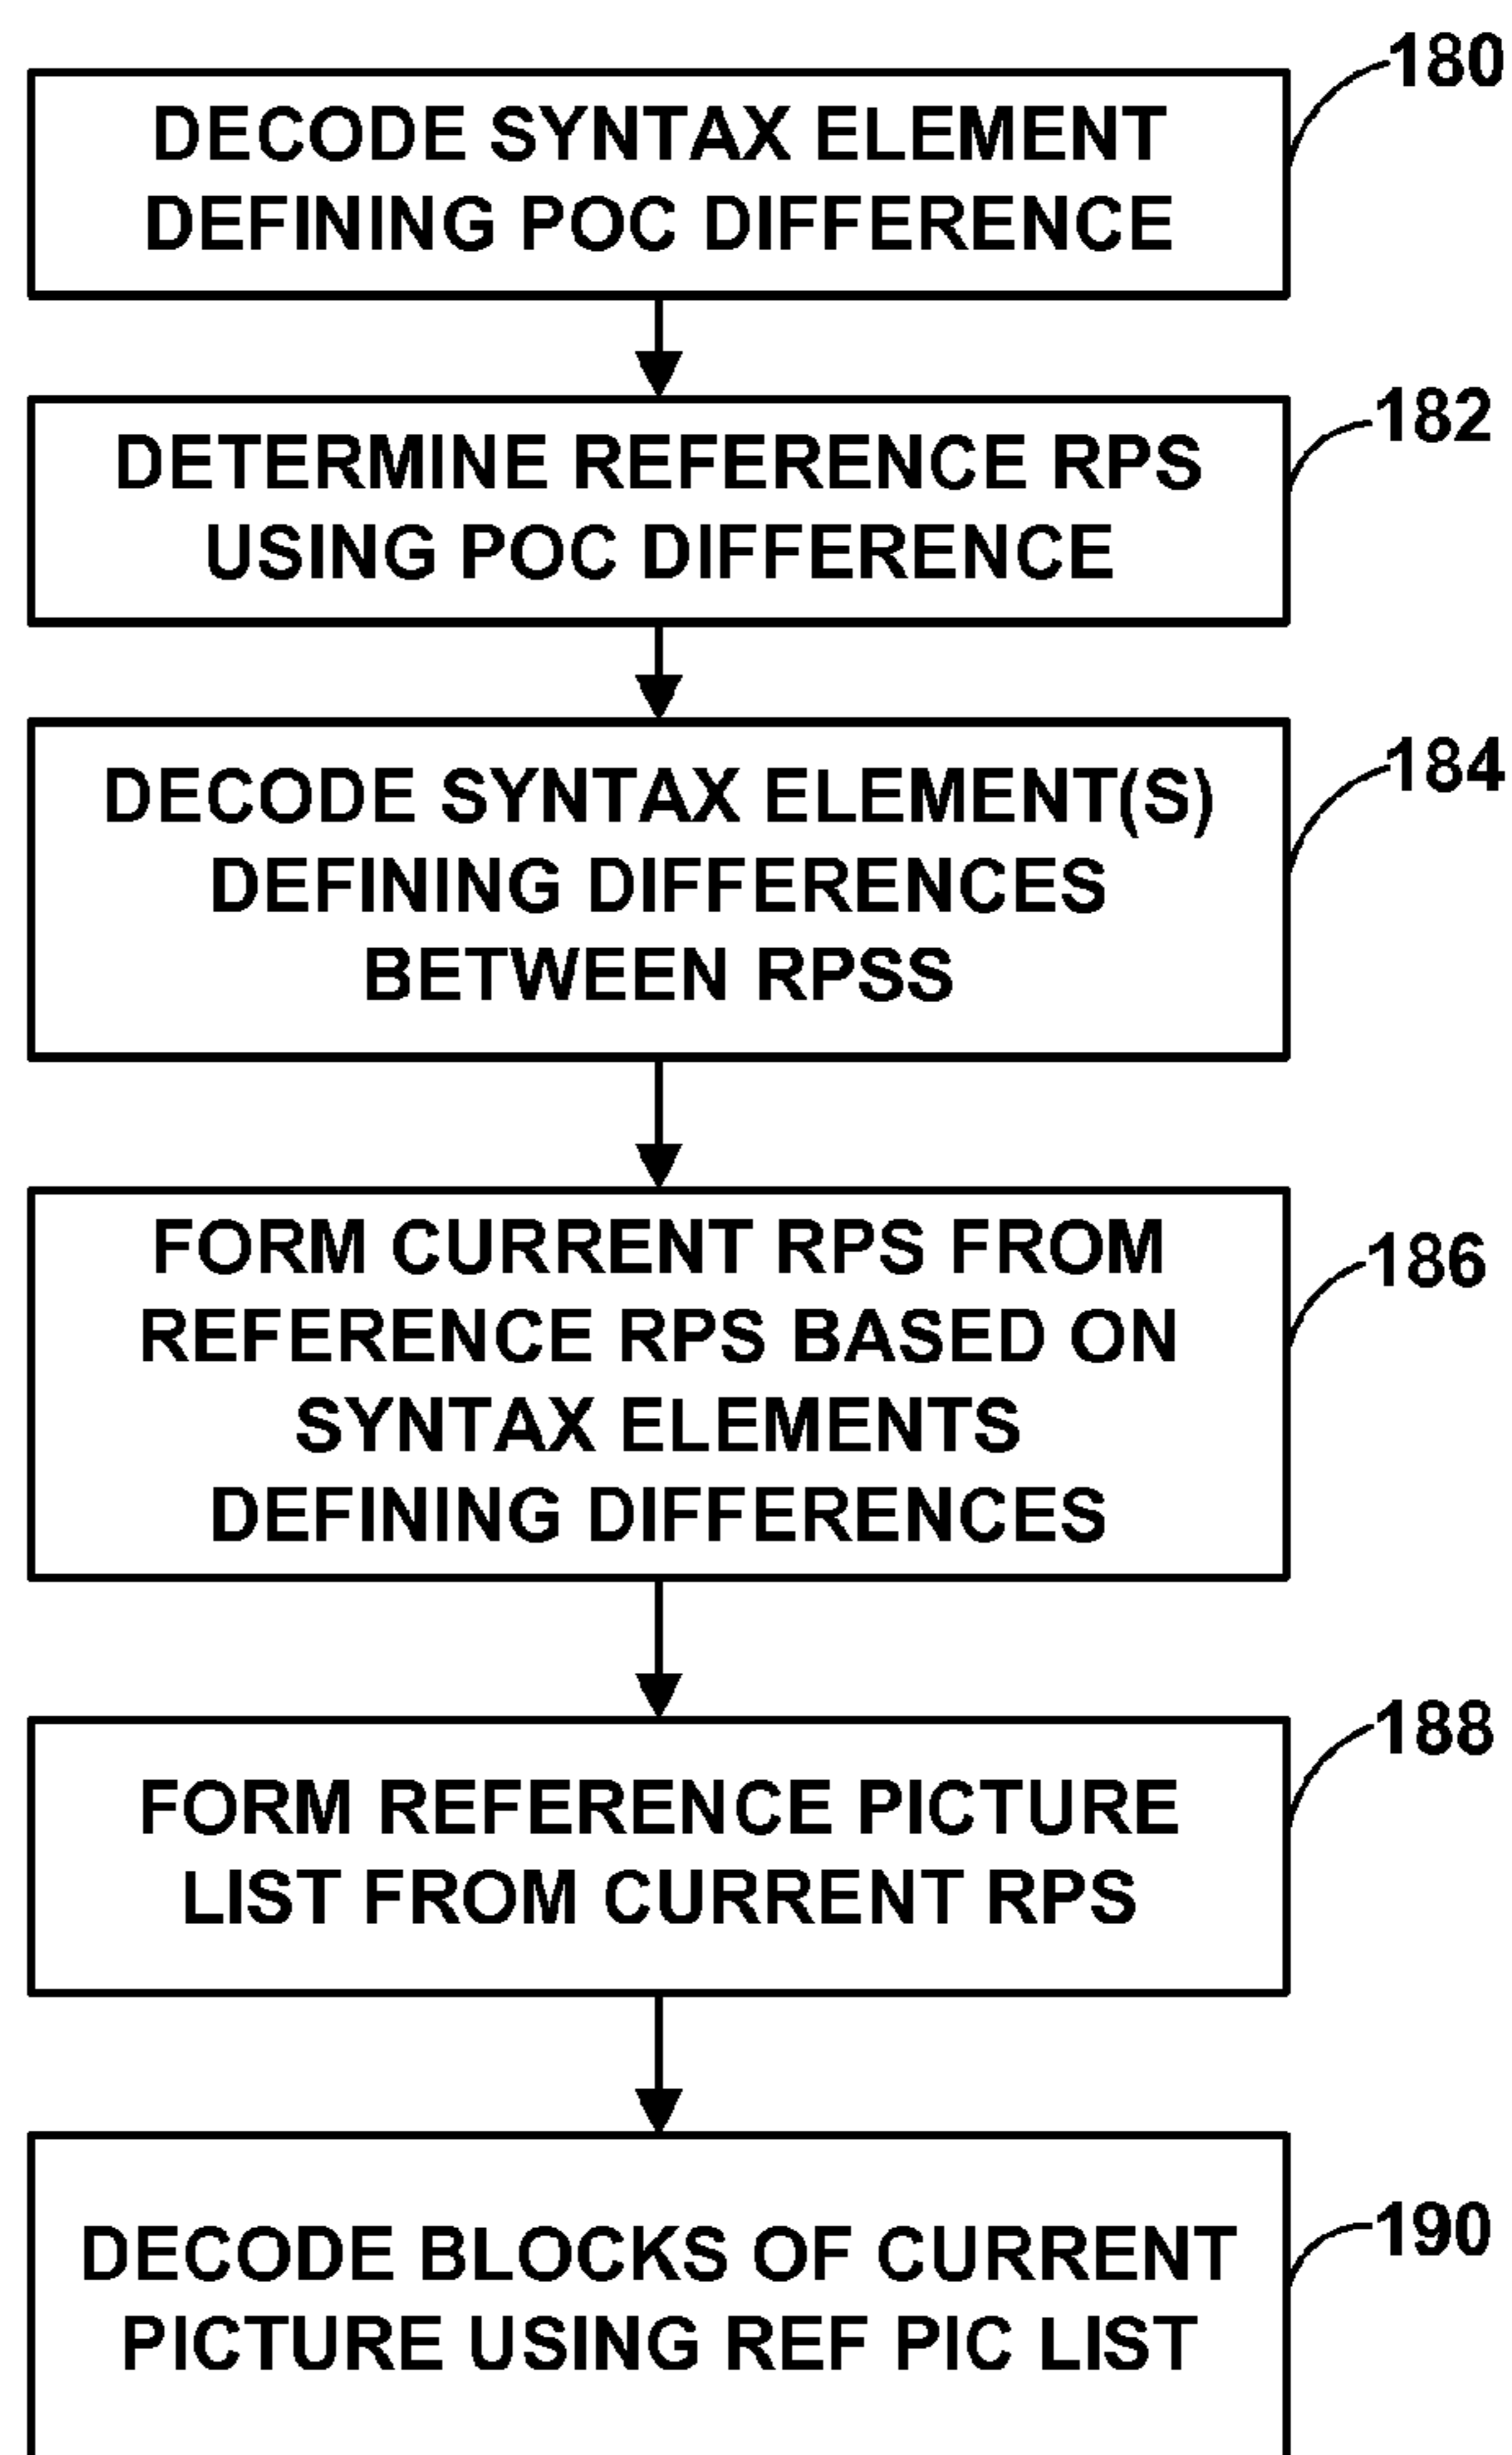 180
DECODE SYNTAX ELEMENT
DEFINING POC DIFFERENCE
182
DETERMINE REFERENCE RPS
USING POC DIFFERENCE
184
DECODE SYNTAX ELEMENT(S)
DEFINING DIFFERENCES
BETWEEN RPSS
186
FORM CURRENT RPS FROM
REFERENCE RPS BASED ON
SYNTAX ELEMENTS
DEFINING DIFFERENCES
188
FORM REFERENCE PICTURE
LIST FROM CURRENT RPS
190
DECODE BLOCKS OF CURRENT
PICTURE USING REF PIC LIST